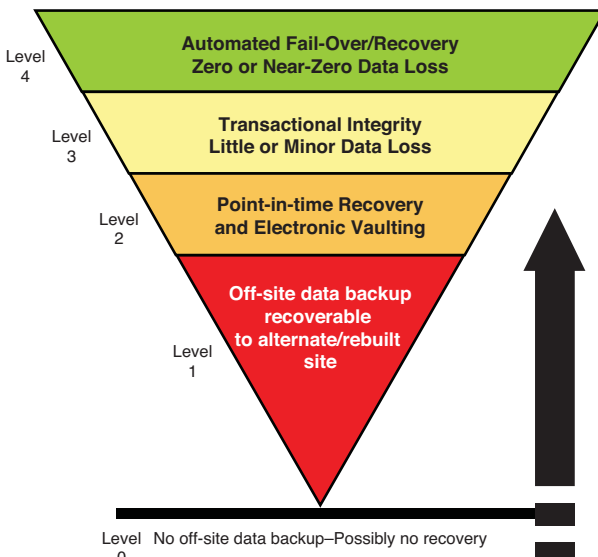 Level
4
Automated Fail-Over/Recovery
Zero or Near-Zero Data Loss
Level
3
Transactional Integrity
Little or Minor Data Loss
Level
2
Point-in-time Recovery
and Electronic Vaulting
Off-site data backup
recoverable
to alternate/rebuilt
site
Level
1
Level
0
No off-site data backup–Possibly no recovery